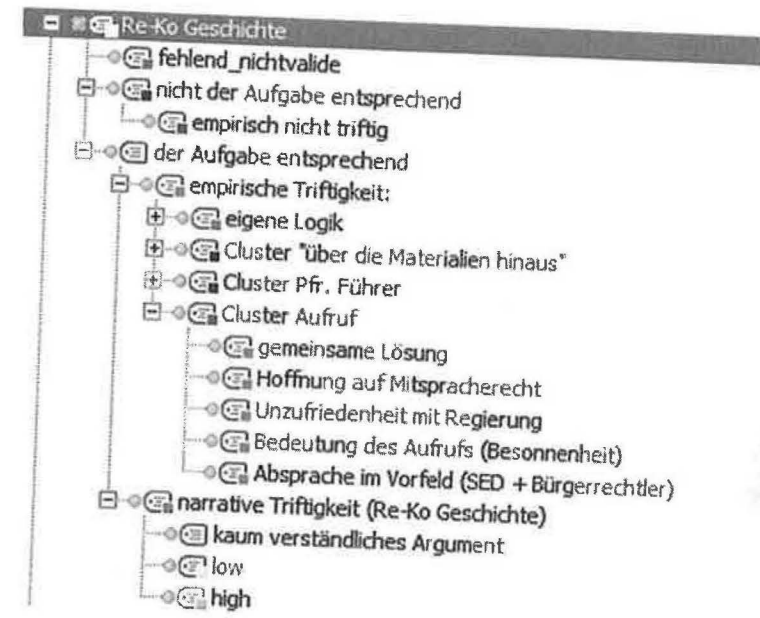 Re-Ko Geschichte
fehlend_nichtvalide
nicht der Aufgabe entsprechend
empirisch nicht triftig
der Aufgabe entsprechend
empirische Triftigkeit:
eigene Logik
Cluster "über die Materialien hinaus"
Cluster Pfr. Führer
Cluster Aufruf
gemeinsame Lösung
Hoffnung auf Mitspracherecht
Unzufriedenheit mit Regierung
Bedeutung des Aufrufs (Besonnenheit)
Absprache im Vorfeld (SED + Bürgerrechtler)
narrative Triftigkeit (Re-Ko Geschichte)
kaum verständliches Argument
low
high